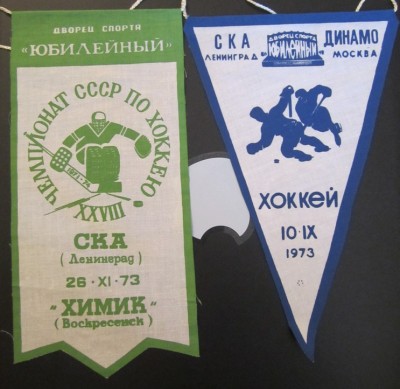 ДВОРЕЦ СПОРТА
"ЮБИЛЕЙНЫЙ"
ЧЕМПИОНАТ СССР ПО ХОККЕЮ
XXVIII
СКА
(Ленинград)
26·XI·73
"ХИМИК"
(Воскресенск)
СКА
ЛЕНИНГРАД
ДВОРЕЦ СПОРТА
ЮБИЛЕЙНЫЙ
ДИНАМО
МОСКВА
ХОККЕЙ
10·IX
1973